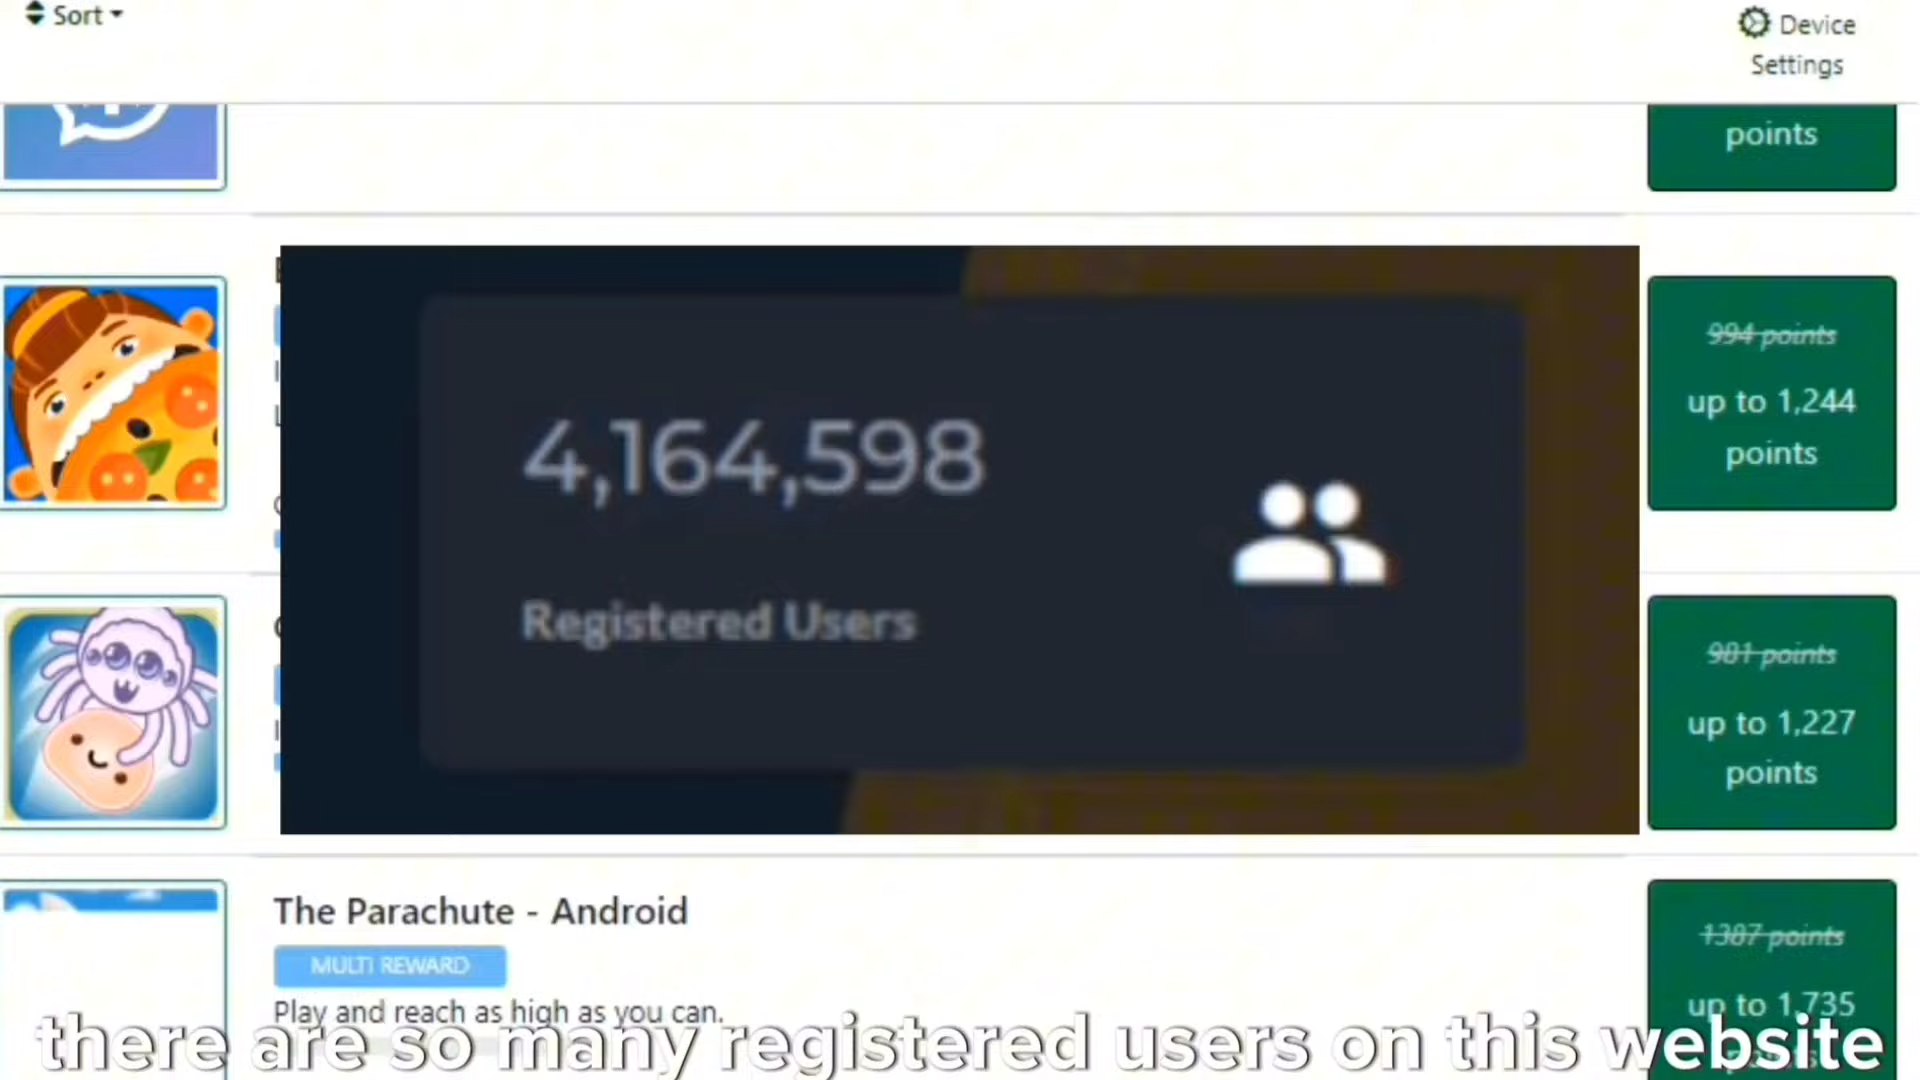 Sort
Device
Settings
points
994 points
up to 1,244
points
4,164,598
Registered Users
981 points
up to 1,227
points
The Parachute - Android
MULTI REWARD
Play and reach as high as you can.
1387 points
up to 1,735
points
there are so many registered users on this website